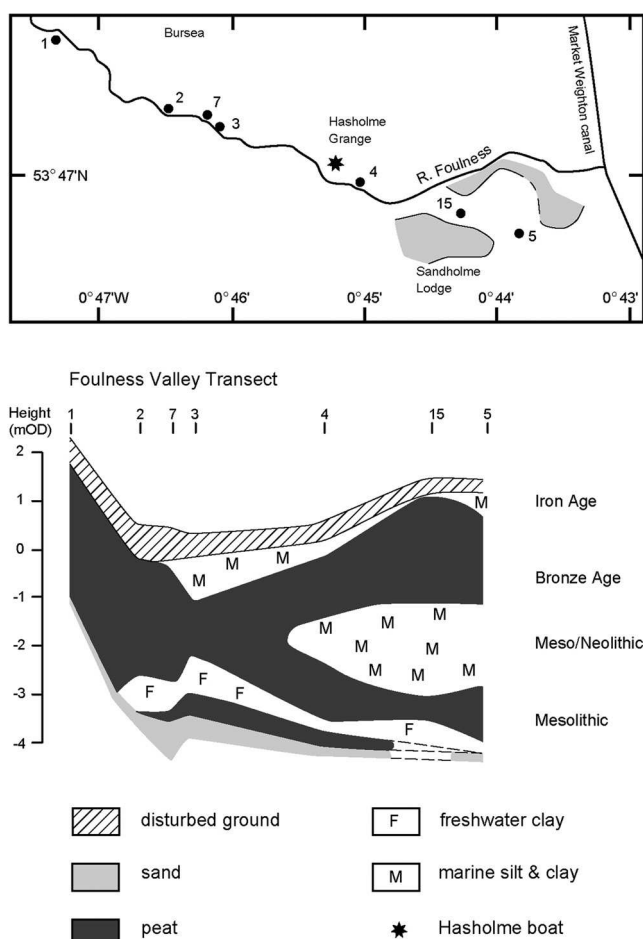 Bursea
1
2
7
3
Hasholme
Grange
4
R. Foulness
Market Weighton canal
53° 47'N
15
5
Sandholme
Lodge
0° 47'W
0° 46'
0° 45'
0° 44'
0° 43'
Foulness Valley Transect
Height
(mOD)
1 2 7 3 4 15 5
2
1
0
-1
-2
-3
-4
M
M
M
M
M
M
M
M
M
M
M
M
F
F
F
F
Iron Age
Bronze Age
Meso/Neolithic
Mesolithic
disturbed ground
F freshwater clay
sand
M marine silt & clay
peat
Hasholme boat